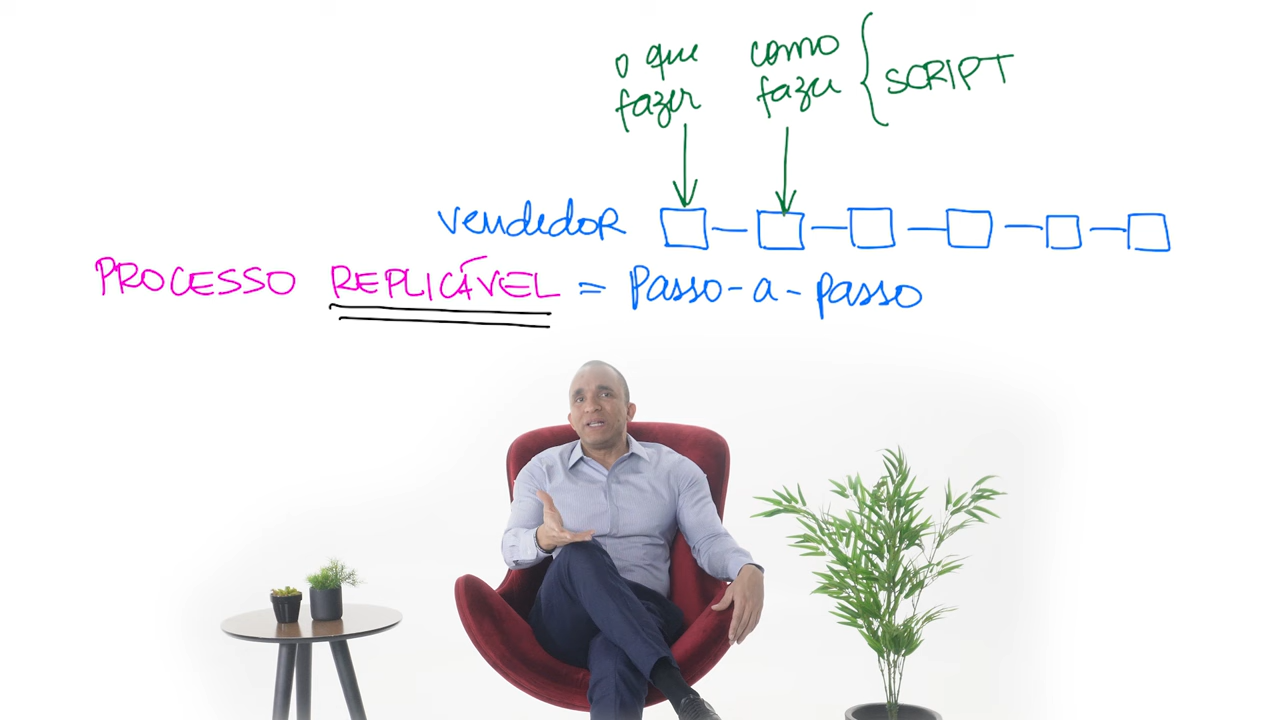 o que
fazer
como
fazer
SCRIPT
vendedor
PROCESSO REPLICÁVEL = Passo-a-passo